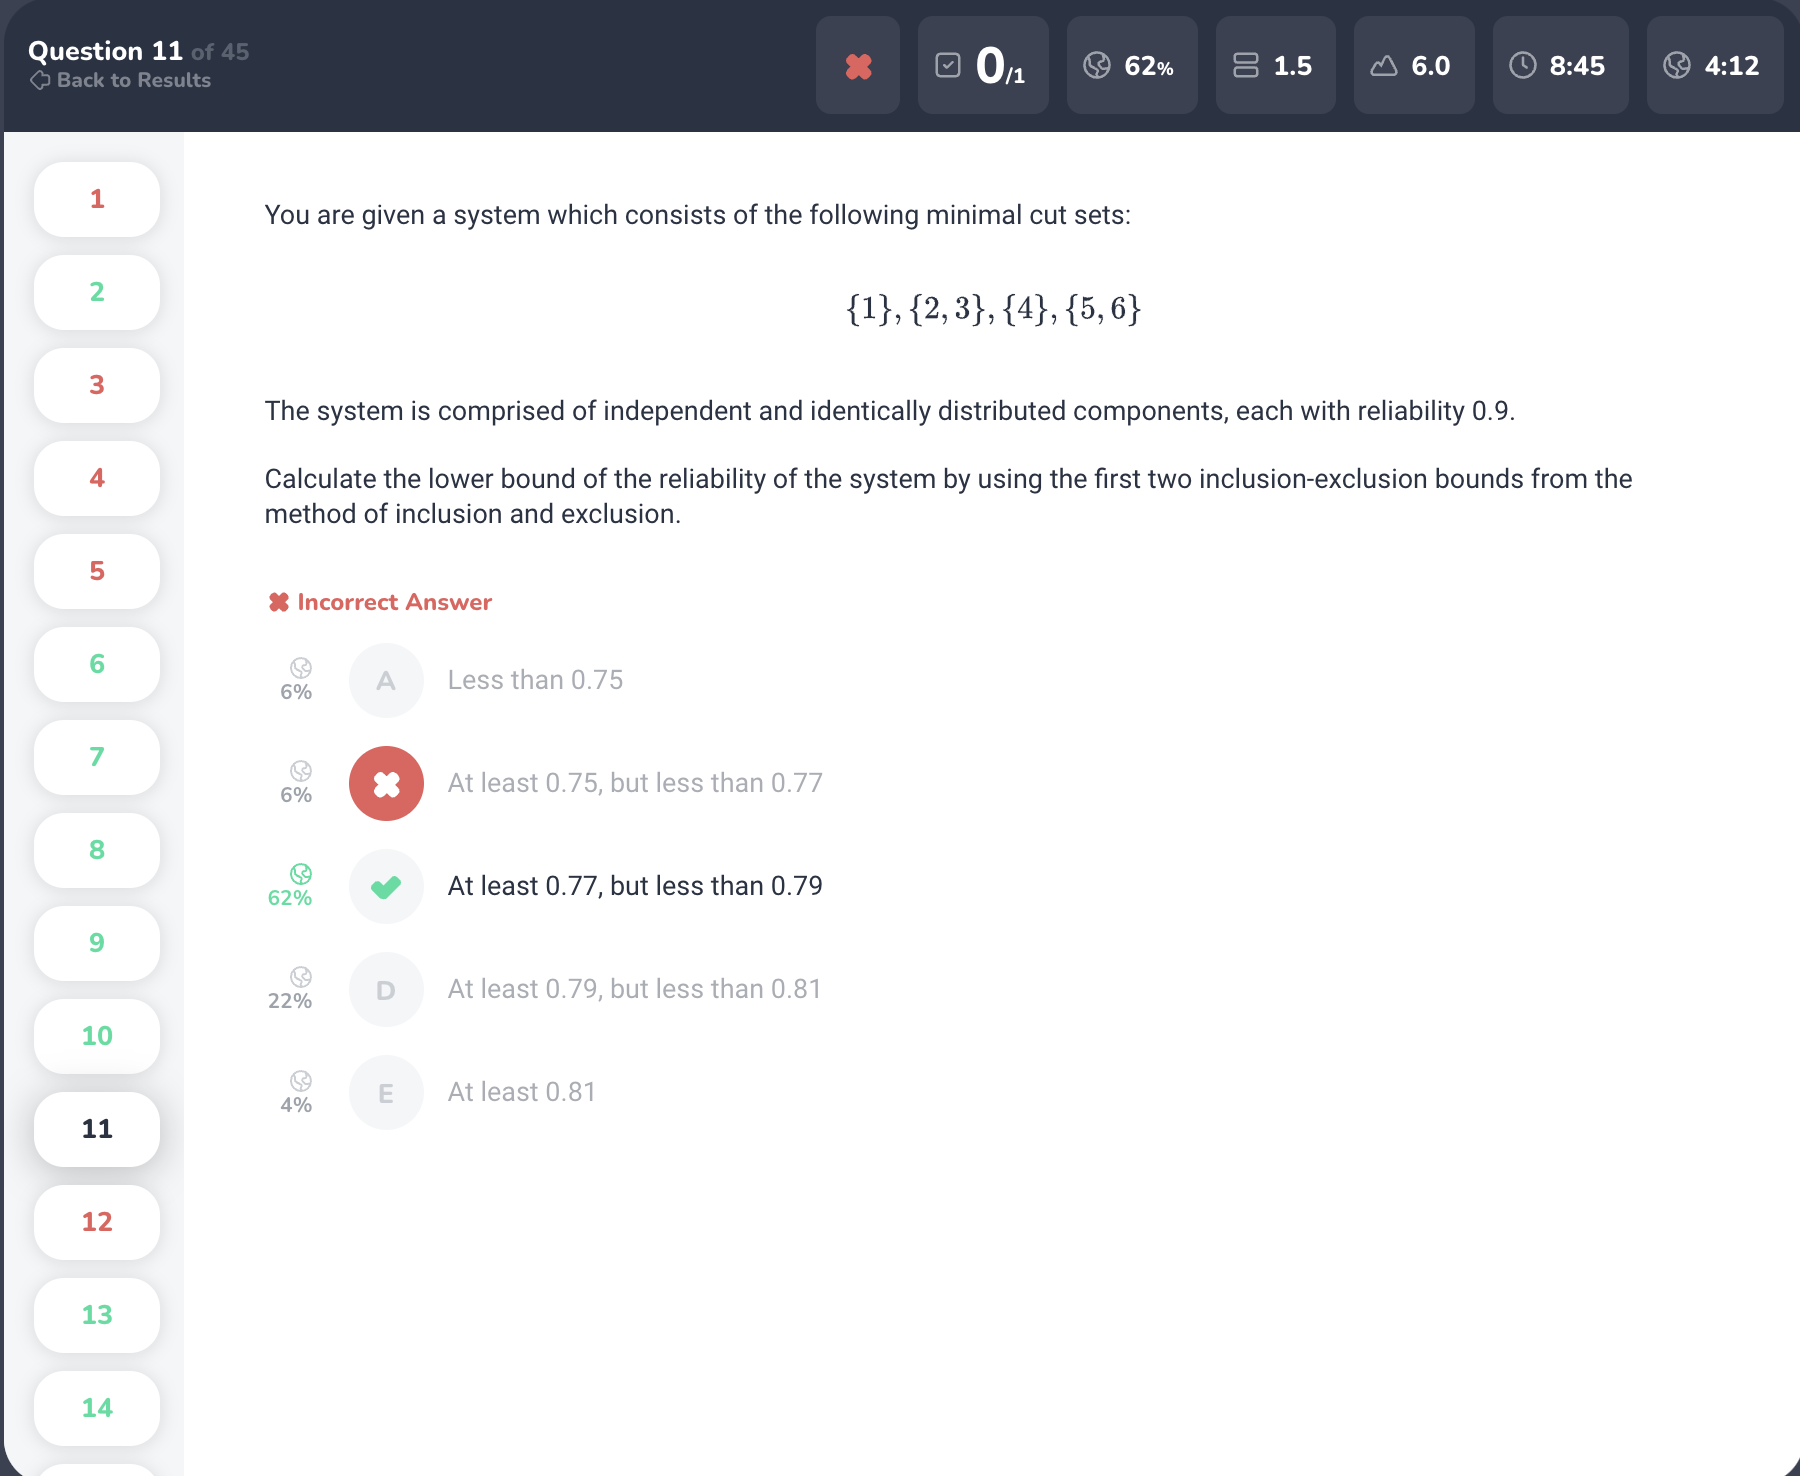 Question 11 of 45
Back to Results
0/1
62%
1.5
6.0
8:45
4:12
1
2
3
4
5
6
7
8
9
10
11
12
13
14
You are given a system which consists of the following minimal cut sets:
{1}, {2, 3}, {4}, {5, 6}
The system is comprised of independent and identically distributed components, each with reliability 0.9.
Calculate the lower bound of the reliability of the system by using the first two inclusion-exclusion bounds from the
method of inclusion and exclusion.
Incorrect Answer
6% A Less than 0.75
6% At least 0.75, but less than 0.77
62% At least 0.77, but less than 0.79
22% D At least 0.79, but less than 0.81
4% E At least 0.81